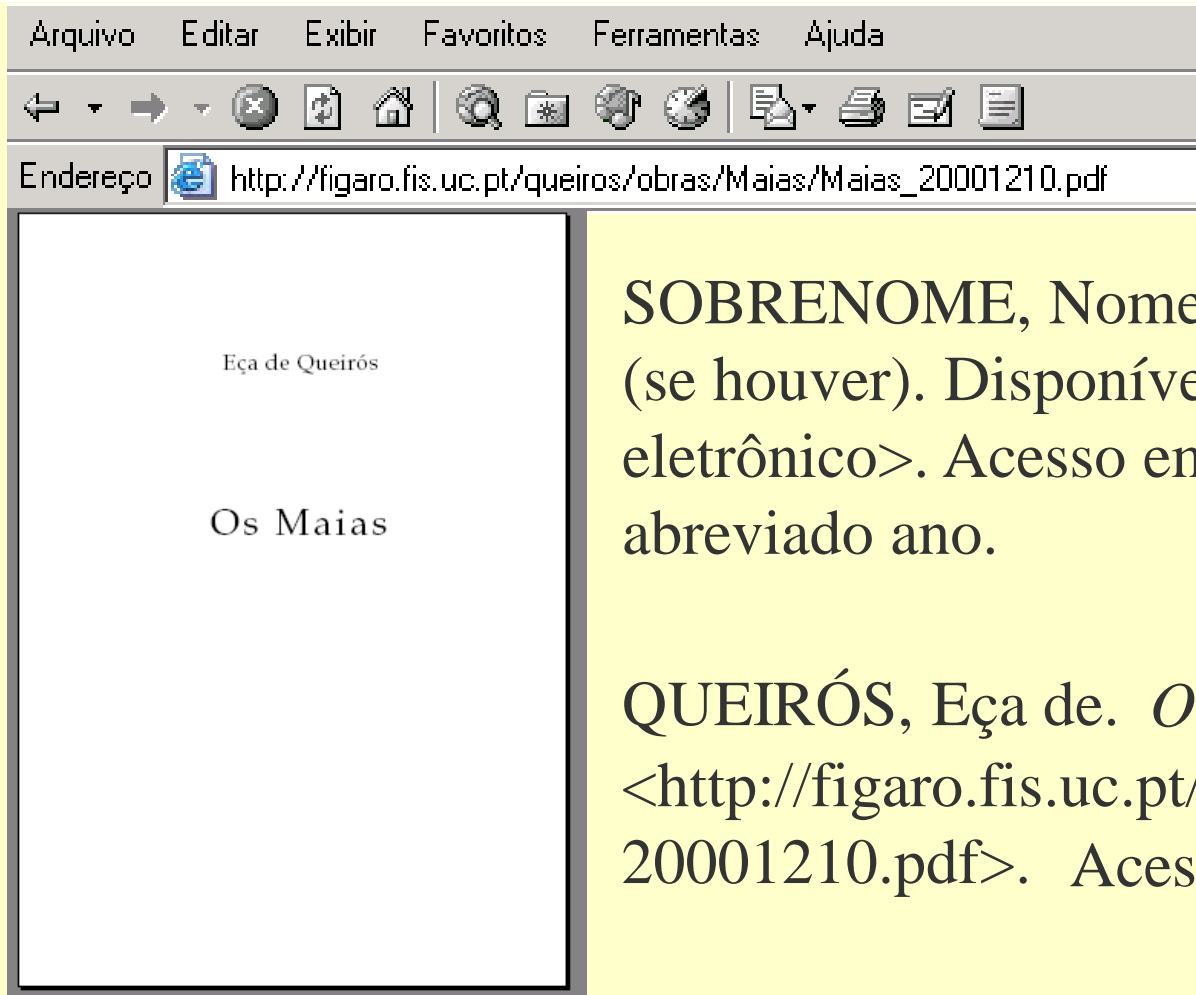 Arquivo Editar Exibir Favoritos Ferramentas Ajuda
Endereço http://figaro.fis.uc.pt/queiros/obras/Maias/Maias_20001210.pdf
Eça de Queirós
Os Maias
SOBRENOME, Nome
(se houver). Disponíve
eletrônico>. Acesso en
abreviado ano.
QUEIRÓS, Eça de. O
<http://figaro.fis.uc.pt/
20001210.pdf>. Aces